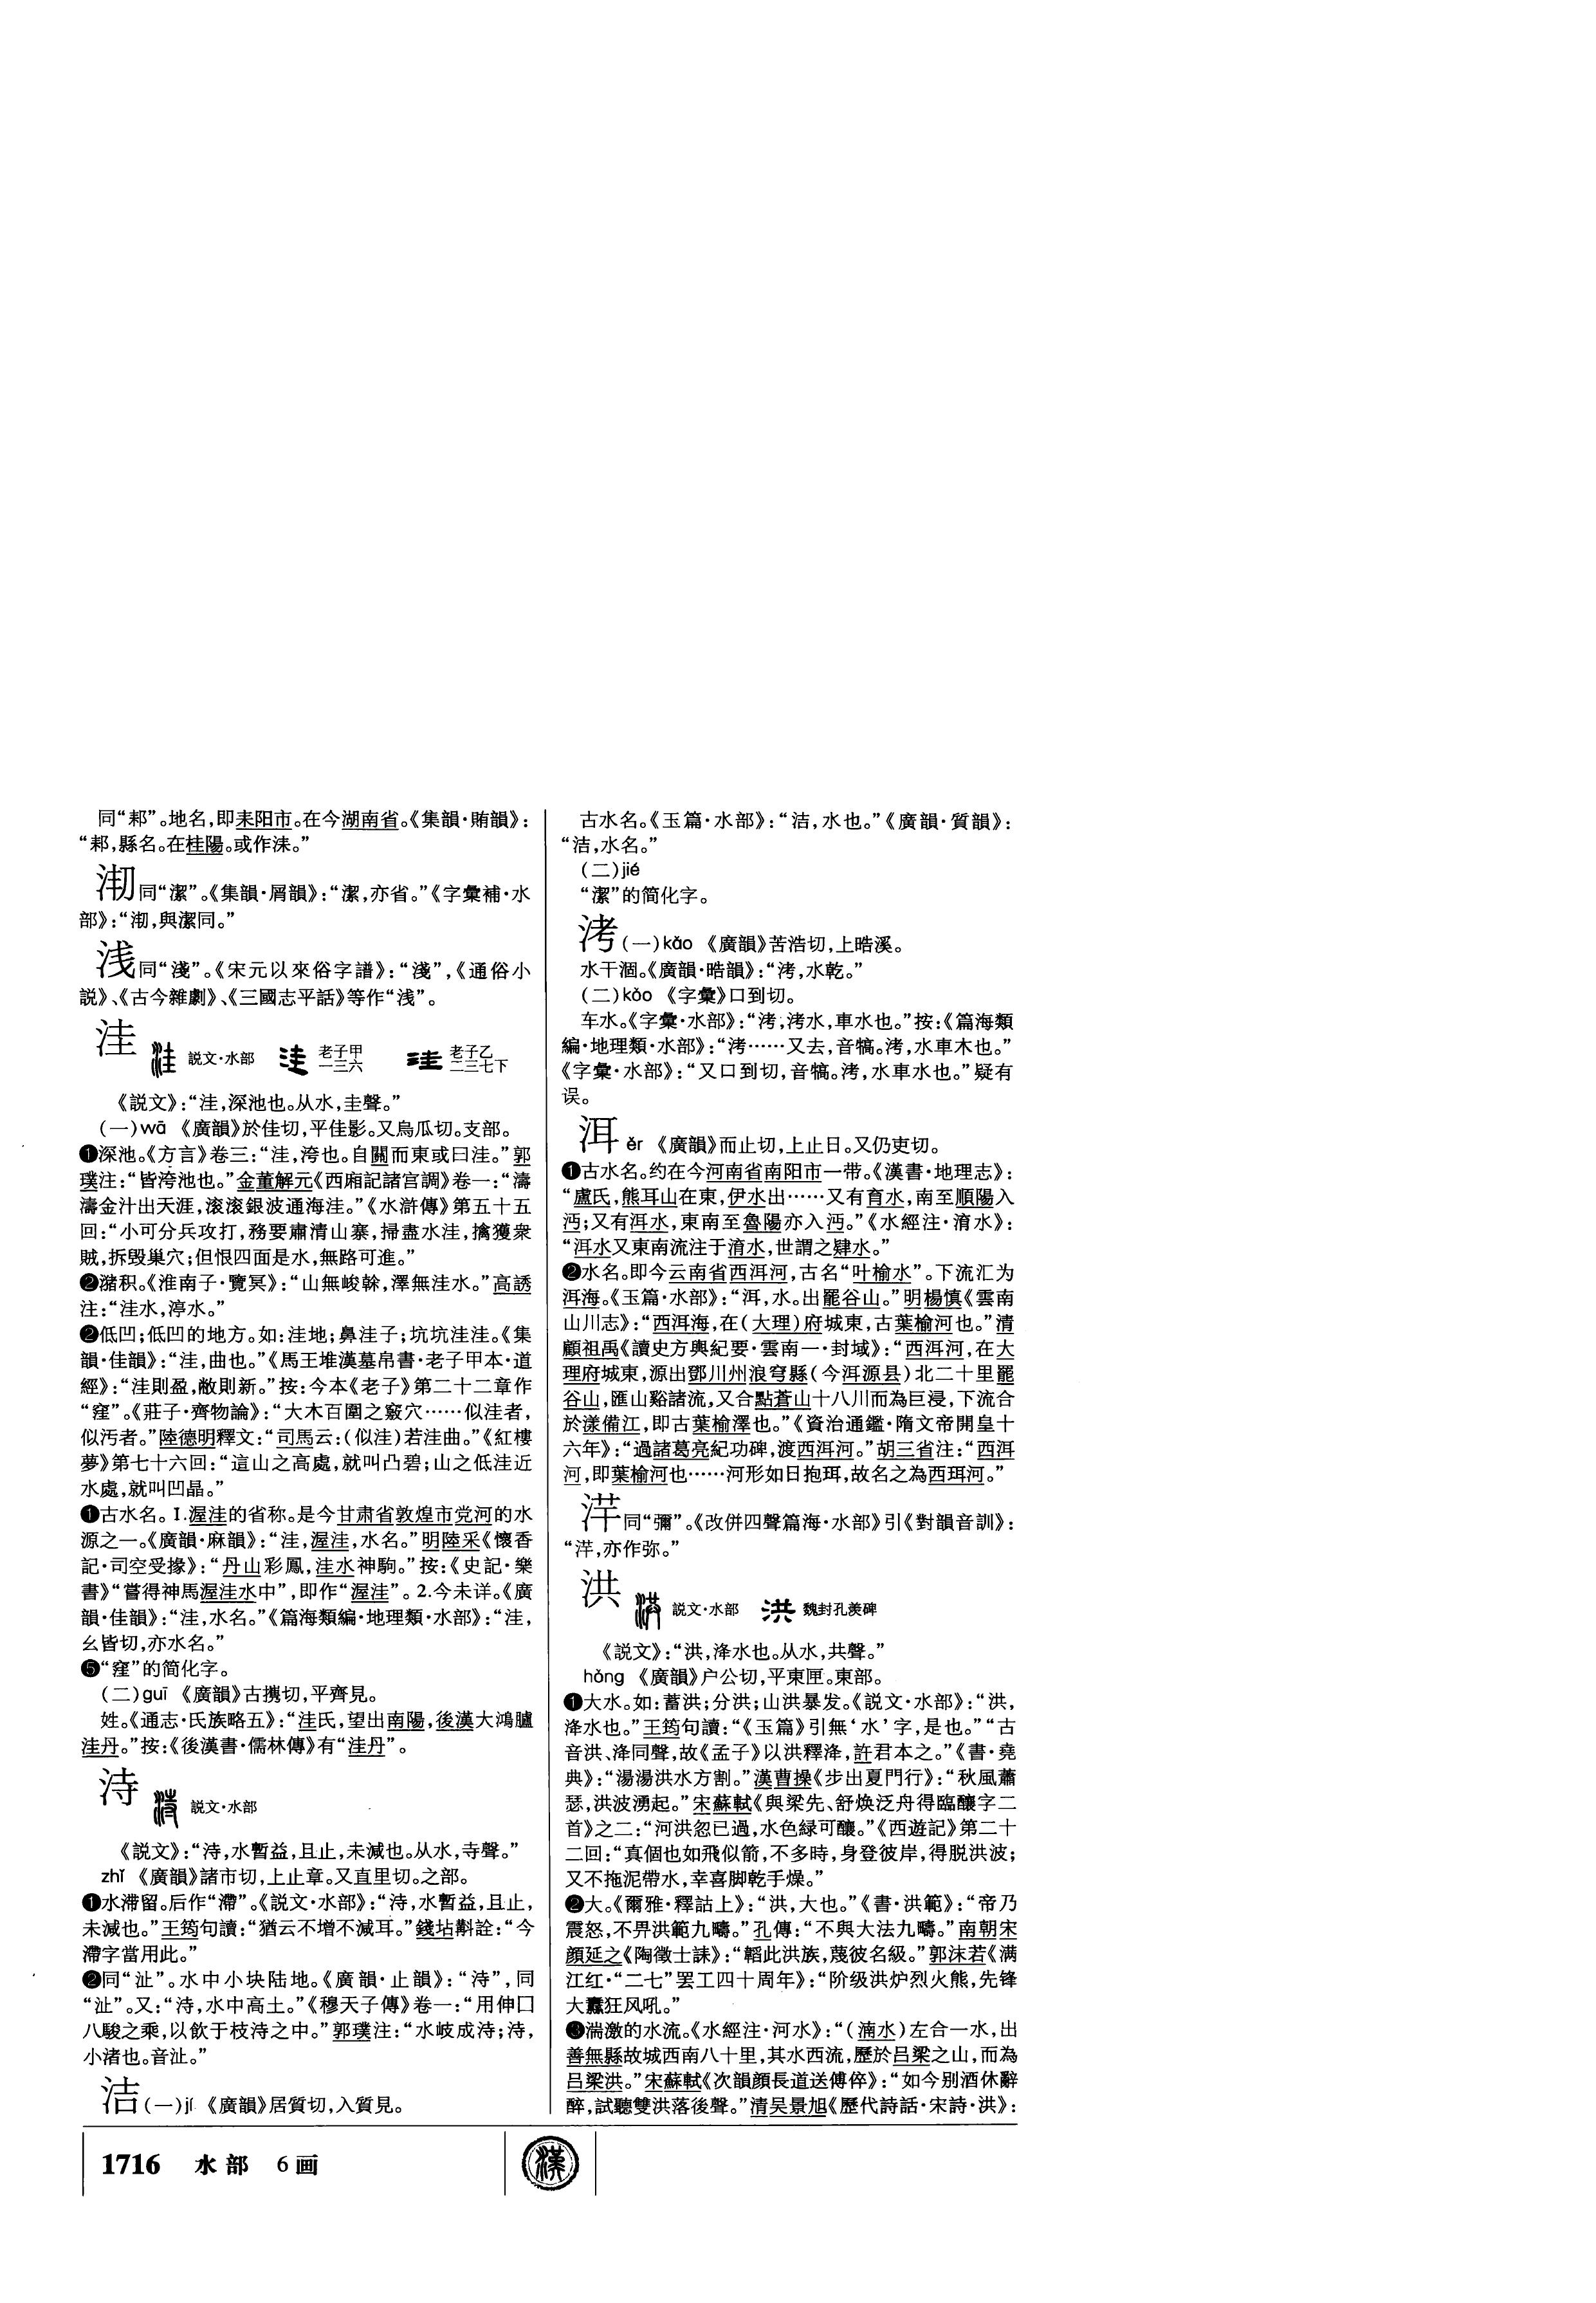 同“䣂”。地名,即耒阳市。在今湖南省。《集韻·賄韻》:
“䣂,縣名。在桂陽。或作洡。”
㓞同“潔”。《集韻·屑韻》:“潔,亦省。”《字彙補·水
部》:“㓞,與潔同。”
浅同“淺”。《宋元以來俗字譜》:“淺”,《通俗小
説》、《古今雜劇》、《三國志平話》等作“浅”。
洼 説文·水部 老子甲一三六 老子乙二三七下
《説文》:“洼,深池也。从水,圭聲。”
(一)wā 《廣韻》於佳切,平佳影。又烏瓜切。支部。
❶深池。《方言》卷三:“洼,洿也。自關而東或曰洼。”郭
璞注:“皆洿池也。”金董解元《西廂記諸宫調》卷一:“濤
濤金汁出天涯,滚滚銀波通海洼。”《水滸傳》第五十五
回:“小可分兵攻打,務要肅清山寨,掃盡水洼,擒獲衆
賊,拆毁巢穴;但恨四面是水,無路可進。”
❷潴积。《淮南子·覽冥》:“山無峻幹,澤無洼水。”高誘
注:“洼水,渟水。”
❷低凹;低凹的地方。如:洼地;鼻洼子;坑坑洼洼。《集
韻·佳韻》:“洼,曲也。”《馬王堆漢墓帛書·老子甲本·道
經》:“洼則盈,敝則新。”按:今本《老子》第二十二章作
“窪”。《莊子·齊物論》:“大木百圍之竅穴……似洼者,
似汚者。”陸德明釋文:“司馬云:(似洼)若洼曲。”《紅樓
夢》第七十六回:“這山之高處,就叫凸碧;山之低洼近
水處,就叫凹晶。”
❶古水名。1.渥洼的省称。是今甘肃省敦煌市党河的水
源之一。《廣韻·麻韻》:“洼,渥洼,水名。”明陸采《懷香
記·司空受掾》:“丹山彩鳳,洼水神駒。”按:《史記·樂
書》“嘗得神馬渥洼水中”,即作“渥洼”。2.今未详。《廣
韻·佳韻》:“洼,水名。”《篇海類編·地理類·水部》:“洼,
幺皆切,亦水名。”
❺“窪”的简化字。
(二)guī 《廣韻》古攜切,平齊見。
姓。《通志·氏族略五》:“洼氏,望出南陽,後漢大鴻臚
洼丹。”按:《後漢書·儒林傳》有“洼丹”。
洔 説文·水部
《説文》:“洔,水暫益,且止,未減也。从水,寺聲。”
zhǐ 《廣韻》諸市切,上止章。又直里切。之部。
❶水滞留。后作“滯”。《説文·水部》:“洔,水暫益,且止,
未減也。”王筠句讀:“猶云不增不減耳。”錢坫斠詮:“今
滯字當用此。”
❷同“沚”。水中小块陆地。《廣韻·止韻》:“洔”,同
“沚”。又:“洔,水中高土。”《穆天子傳》卷一:“用伸囗
八駿之乘,以飲于枝洔之中。”郭璞注:“水岐成洔;洔,
小渚也。音沚。”
洁(一)jí 《廣韻》居質切,入質見。
古水名。《玉篇·水部》:“洁,水也。”《廣韻·質韻》:
“洁,水名。”
(二)jié
“潔”的简化字。
洘(一)kǎo 《廣韻》苦浩切,上晧溪。
水干涸。《廣韻·晧韻》:“洘,水乾。”
(二)kǒo 《字彙》口到切。
车水。《字彙·水部》:“洘,洘水,車水也。”按:《篇海類
編·地理類·水部》:“洘……又去,音犒。洘,水車木也。”
《字彙·水部》:“又口到切,音犒。洘,水車水也。”疑有
误。
洱 ěr 《廣韻》而止切,上止日。又仍吏切。
❶古水名。约在今河南省南阳市一带。《漢書·地理志》:
“盧氏,熊耳山在東,伊水出……又有育水,南至順陽入
沔;又有洱水,東南至魯陽亦入沔。”《水經注·淯水》:
“洱水又東南流注于淯水,世謂之肄水。”
❷水名。即今云南省西洱河,古名“叶榆水”。下流汇为
洱海。《玉篇·水部》:“洱,水。出罷谷山。”明楊慎《雲南
山川志》:“西洱海,在(大理)府城東,古葉榆河也。”清
顧祖禹《讀史方輿紀要·雲南一·封域》:“西洱河,在大
理府城東,源出鄧川州浪穹縣(今洱源县)北二十里罷
谷山,匯山谿諸流,又合點蒼山十八川而為巨浸,下流合
於漾備江,即古葉榆澤也。”《資治通鑑·隋文帝開皇十
六年》:“過諸葛亮紀功碑,渡西洱河。”胡三省注:“西洱
河,即葉榆河也……河形如日抱珥,故名之為西珥河。”
同“彌”。《改併四聲篇海·水部》引《對韻音訓》:
亦作弥。”
洪 説文·水部 魏封孔羡碑
《説文》:“洪,洚水也。从水,共聲。”
hǒng 《廣韻》户公切,平東匣。東部。
❶大水。如:蓄洪;分洪;山洪暴发。《説文·水部》:“洪,
洚水也。”王筠句讀:“《玉篇》引無‘水’字,是也。”“古
音洪、洚同聲,故《孟子》以洪釋洚,許君本之。”《書·堯
典》:“湯湯洪水方割。”漢曹操《步出夏門行》:“秋風蕭
瑟,洪波湧起。”宋蘇軾《與梁先、舒焕泛舟得臨釀字二
首》之二:“河洪忽已過,水色緑可釀。”《西遊記》第二十
二回:“真個也如飛似箭,不多時,身登彼岸,得脱洪波;
又不拖泥帶水,幸喜脚乾手燥。”
❷大。《爾雅·釋詁上》:“洪,大也。”《書·洪範》:“帝乃
震怒,不畀洪範九疇。”孔傳:“不與大法九疇。”南朝宋
顔延之《陶徵士誄》:“韜此洪族,蔑彼名級。”郭沫若《满
江红·“二七”罢工四十周年》:“阶级洪炉烈火熊,先锋
大纛狂风吼。”
❸湍激的水流。《水經注·河水》:“(湳水)左合一水,出
善無縣故城西南八十里,其水西流,歷於吕梁之山,而為
吕梁洪。”宋蘇軾《次韻顔長道送傅倅》:“如今别酒休辭
醉,試聽雙洪落後聲。”清吴景旭《歷代詩話·宋詩·洪》:
1716 水部 6画 漢